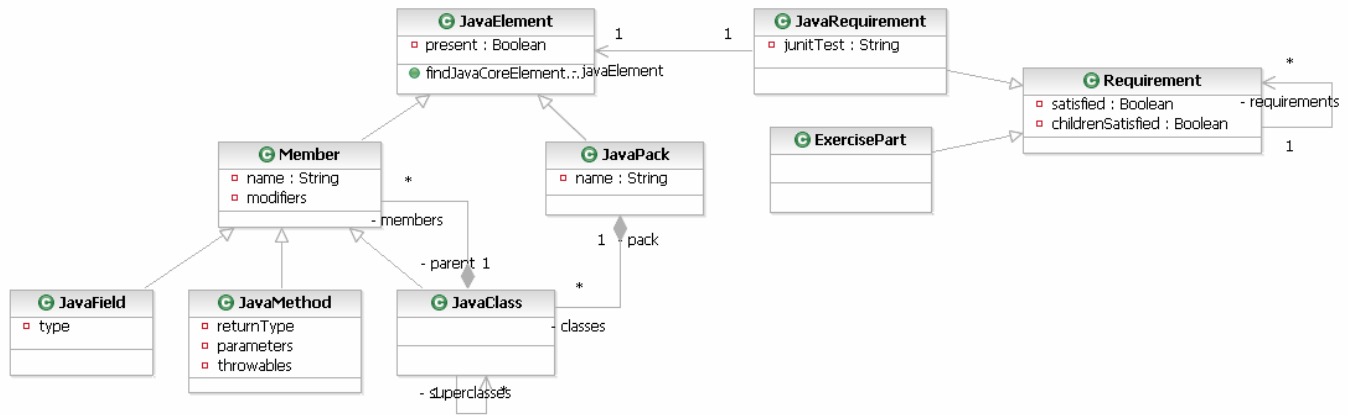 JavaElement
present : Boolean
findJavaCoreElement...
1
1
- javaElement
JavaRequirement
junitTest : String
Requirement
satisfied : Boolean
childrenSatisfied : Boolean
*
- requirements
1
ExercisePart
Member
name : String
modifiers
*
- members
JavaPack
name : String
1
- pack
- parent 1
*
- classes
JavaField
type
JavaMethod
returnType
parameters
throwables
JavaClass
- superclasses
1
*